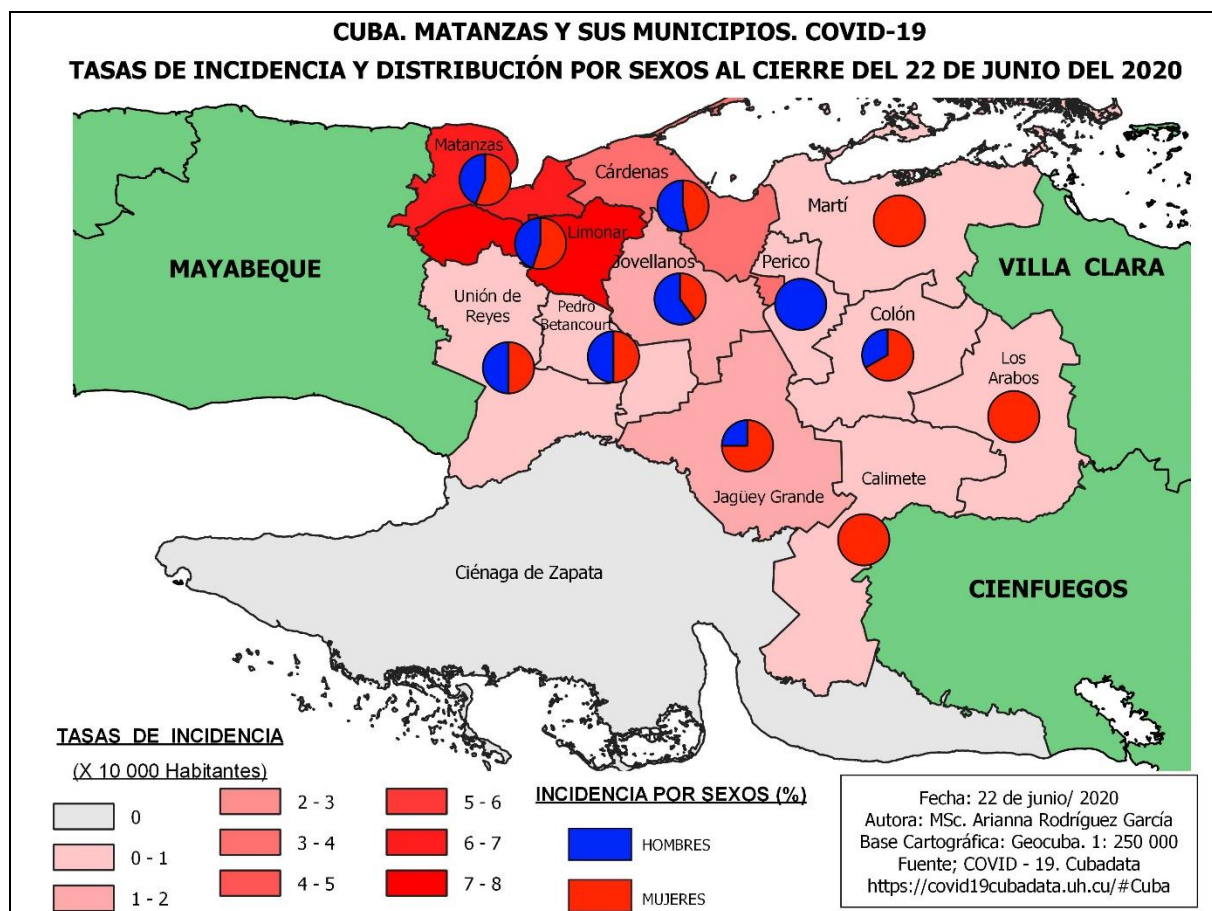 CUBA. MATANZAS Y SUS MUNICIPIOS. COVID-19
TASAS DE INCIDENCIA Y DISTRIBUCIÓN POR SEXOS AL CIERRE DEL 22 DE JUNIO DEL 2020
Matanzas
Cárdenas
Martí
Limonar
MAYABEQUE
Jovellanos
Perico
VILLA CLARA
Unión de
Reyes
Pedro
Betancourt
Colón
Los
Arabos
Jagüey Grande
Calimete
Ciénaga de Zapata
CIENFUEGOS
TASAS DE INCIDENCIA
(X 10 000 Habitantes)
0
0 - 1
1 - 2
2 - 3
3 - 4
4 - 5
5 - 6
6 - 7
7 - 8
INCIDENCIA POR SEXOS (%)
HOMBRES
MUJERES
Fecha: 22 de junio/ 2020
Autora: MSc. Arianna Rodríguez García
Base Cartográfica: Geocuba. 1: 250 000
Fuente; COVID - 19. Cubadata
https://covid19cubadata.uh.cu/#Cuba